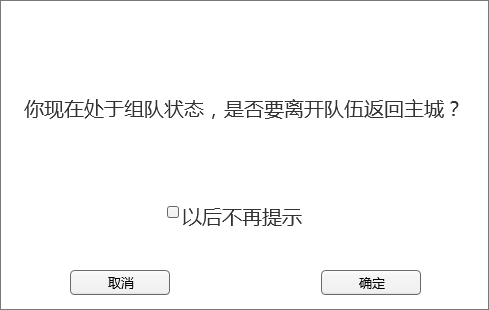 你现在处于组队状态，是否要离开队伍返回主城？
以后不再提示
取消
确定